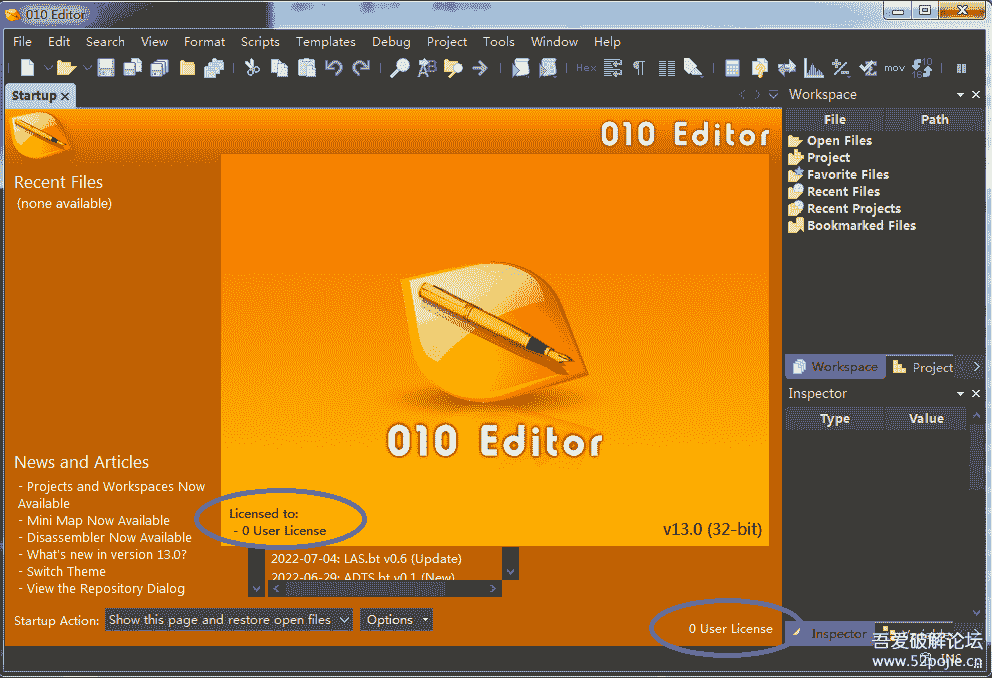 010 Editor
File Edit Search View Format Scripts Templates Debug Project Tools Window Help
Hex
mov
Startup
Workspace
File Path
010 Editor
Open Files
Project
Favorite Files
Recent Files
Recent Projects
Bookmarked Files
Recent Files
(none available)
010 Editor
Workspace Project
Inspector
Type Value
News and Articles
- Projects and Workspaces Now
Available
- Mini Map Now Available
- Disassembler Now Available
- What's new in version 13.0?
- Switch Theme
- View the Repository Dialog
Licensed to:
- 0 User License
v13.0 (32-bit)
2022-07-04: LAS.bt v0.6 (Update)
2022-06-29: ADTS.bt v0.1 (New)
Startup Action: Show this page and restore open files Options
0 User License
Inspector
吾爱破解论坛
www.52pojie.cn
INS